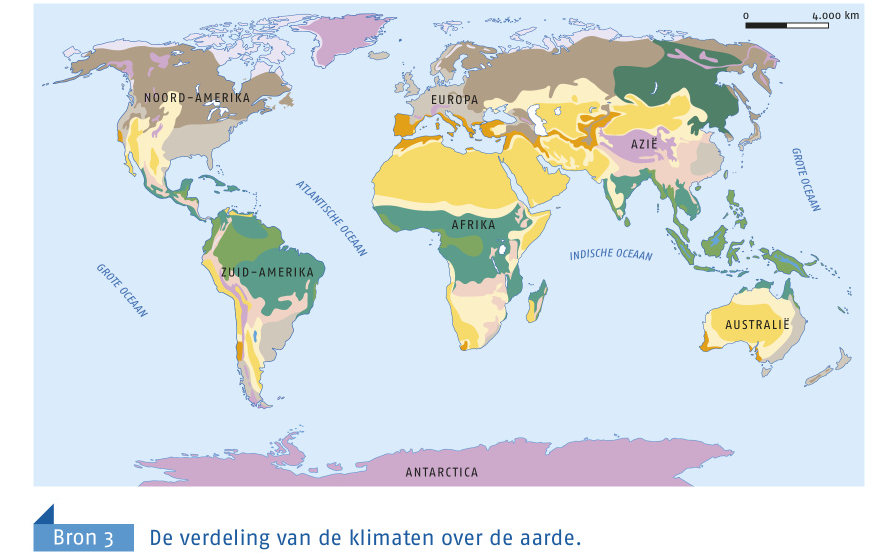 0 4.000 km
NOORD-AMERIKA
EUROPA
AZIË
GROTE OCEAAN
ATLANTISCHE OCEAAN
AFRIKA
INDISCHE OCEAAN
ZUID-AMERIKA
GROTE OCEAAN
AUSTRALIË
ANTARCTICA
Bron 3 De verdeling van de klimaten over de aarde.